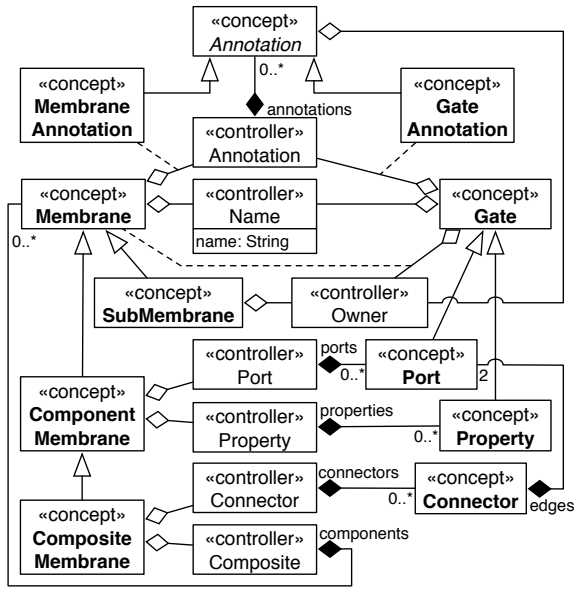 «concept»
Annotation
0..*
annotations
«concept»
Membrane
Annotation
«concept»
Gate
Annotation
«controller»
Annotation
«concept»
Membrane
0..*
«controller»
Name
name: String
«concept»
Gate
«concept»
SubMembrane
«controller»
Owner
«controller»
Port
ports
0..*
«concept»
Port
2
«concept»
Component
Membrane
«controller»
Property
properties
0..*
«concept»
Property
«controller»
Connector
connectors
0..*
«concept»
Connector
edges
«concept»
Composite
Membrane
«controller»
Composite
components